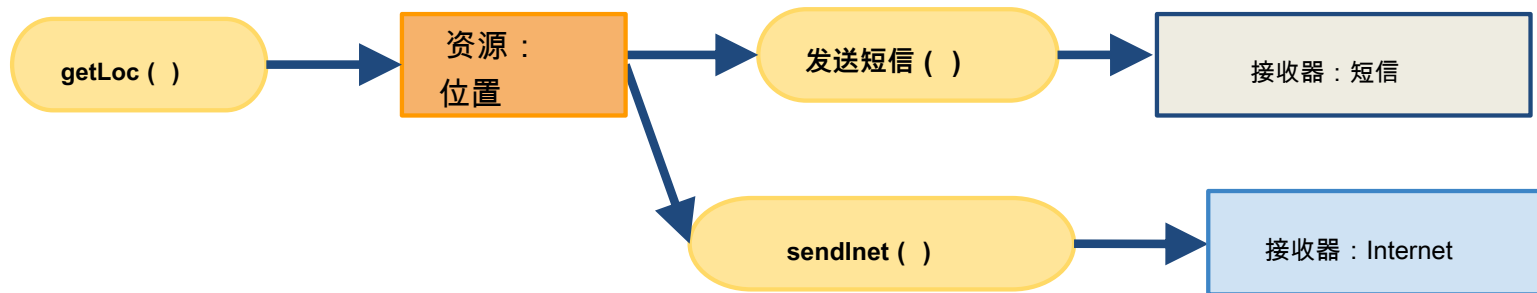 getLoc ( )
资源：
位置
发送短信 ( )
接收器：短信
sendInet ( )
接收器：Internet